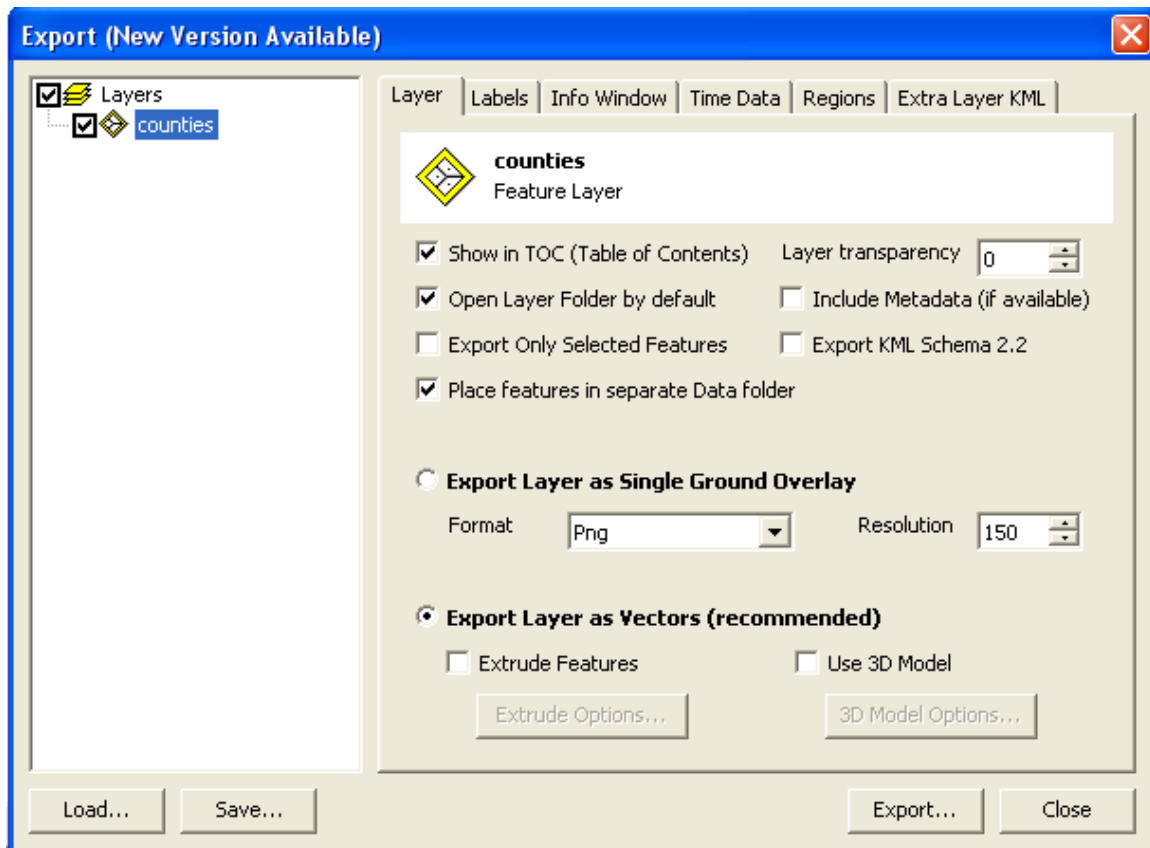 Export (New Version Available)
Layers
counties
Layer
Labels
Info Window
Time Data
Regions
Extra Layer KML
counties
Feature Layer
Show in TOC (Table of Contents)
Layer transparency
0
Open Layer Folder by default
Include Metadata (if available)
Export Only Selected Features
Export KML Schema 2.2
Place features in separate Data folder
Export Layer as Single Ground Overlay
Format
Png
Resolution
150
Export Layer as Vectors (recommended)
Extrude Features
Use 3D Model
Extrude Options...
3D Model Options...
Load...
Save...
Export...
Close